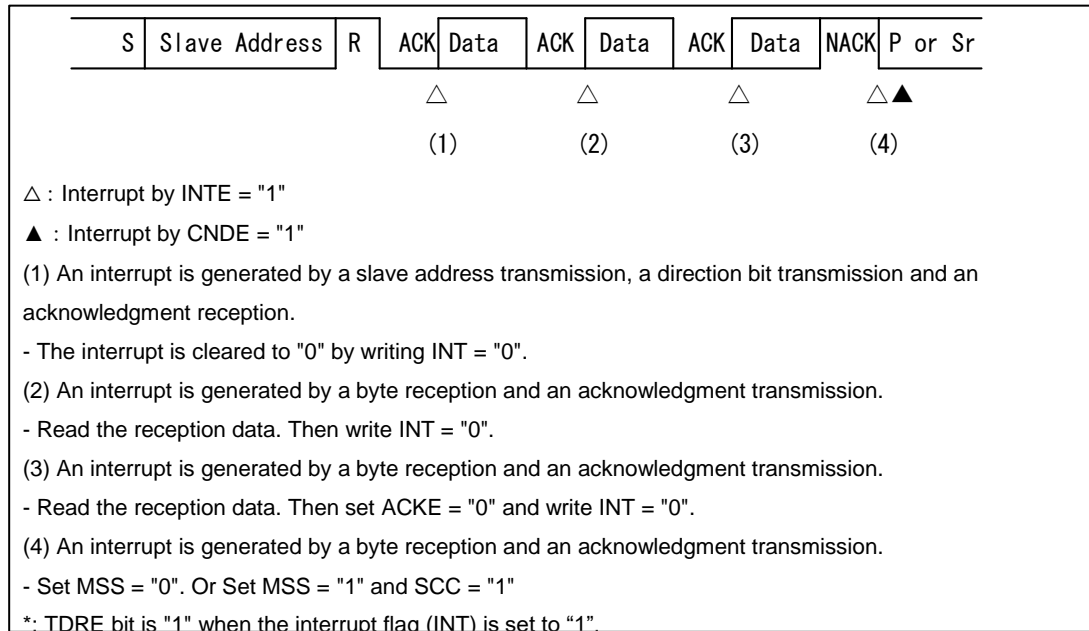 S Slave Address R ACK Data ACK Data ACK Data NACK P or Sr
△ △ △ △▲
(1) (2) (3) (4)
△ : Interrupt by INTE = "1"
▲ : Interrupt by CNDE = "1"
(1) An interrupt is generated by a slave address transmission, a direction bit transmission and an
acknowledgment reception.
- The interrupt is cleared to "0" by writing INT = "0".
(2) An interrupt is generated by a byte reception and an acknowledgment transmission.
- Read the reception data. Then write INT = "0".
(3) An interrupt is generated by a byte reception and an acknowledgment transmission.
- Read the reception data. Then set ACKE = "0" and write INT = "0".
(4) An interrupt is generated by a byte reception and an acknowledgment transmission.
- Set MSS = "0". Or Set MSS = "1" and SCC = "1"
*: TDRE bit is "1" when the interrupt flag (INT) is set to “1”.